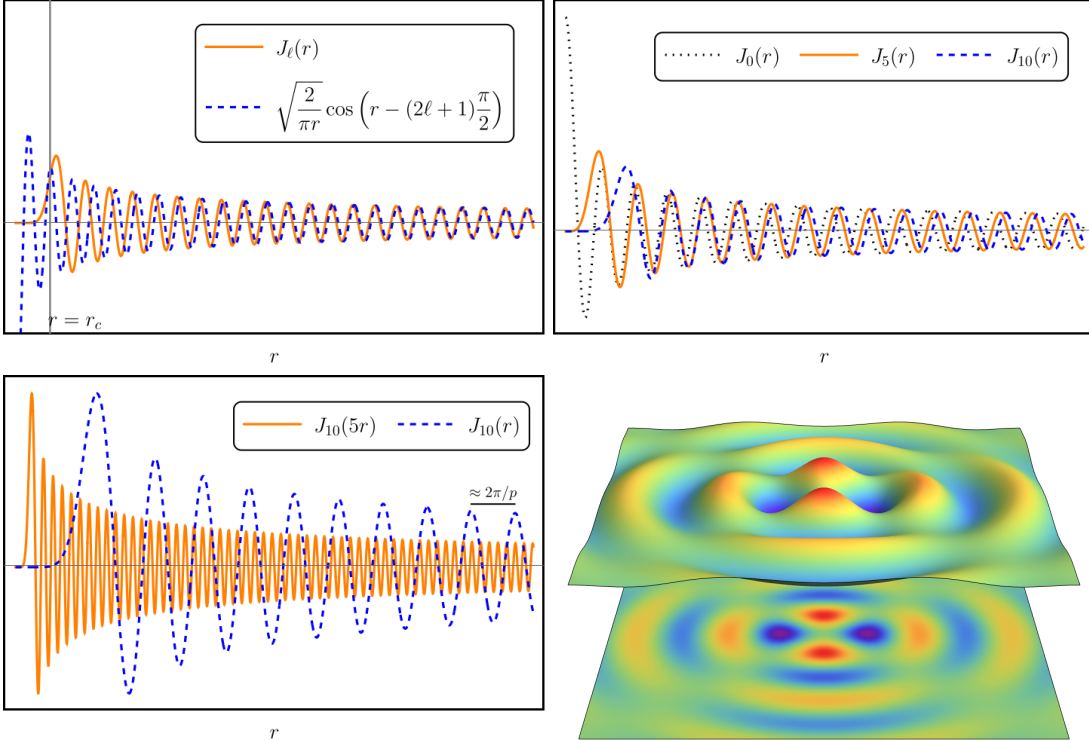 J_ℓ(r)
√(2/(πr)) cos(r − (2ℓ + 1)π/2)
r = r_c
r
J_0(r) J_5(r) J_10(r)
r
J_10(5r) J_10(r)
≈ 2π/p
r